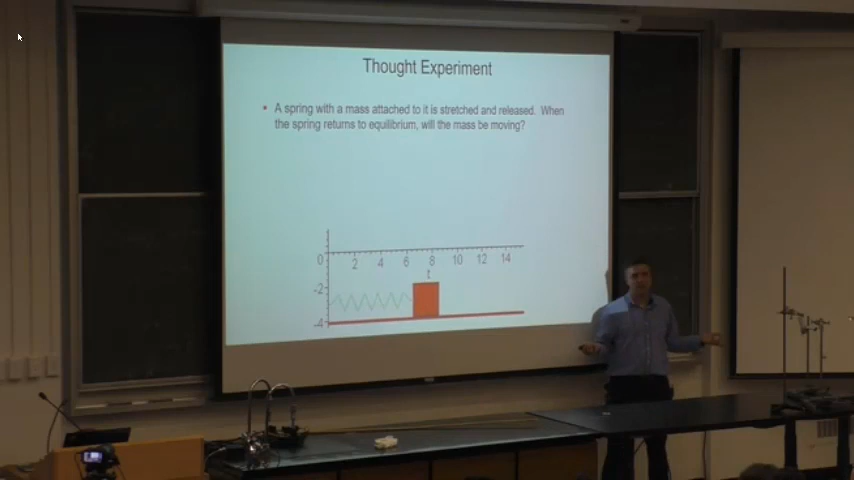 Thought Experiment
▪ A spring with a mass attached to it is stretched and released. When
the spring returns to equilibrium, will the mass be moving?
0 2 4 6 8 10 12 14
t
-2
-4